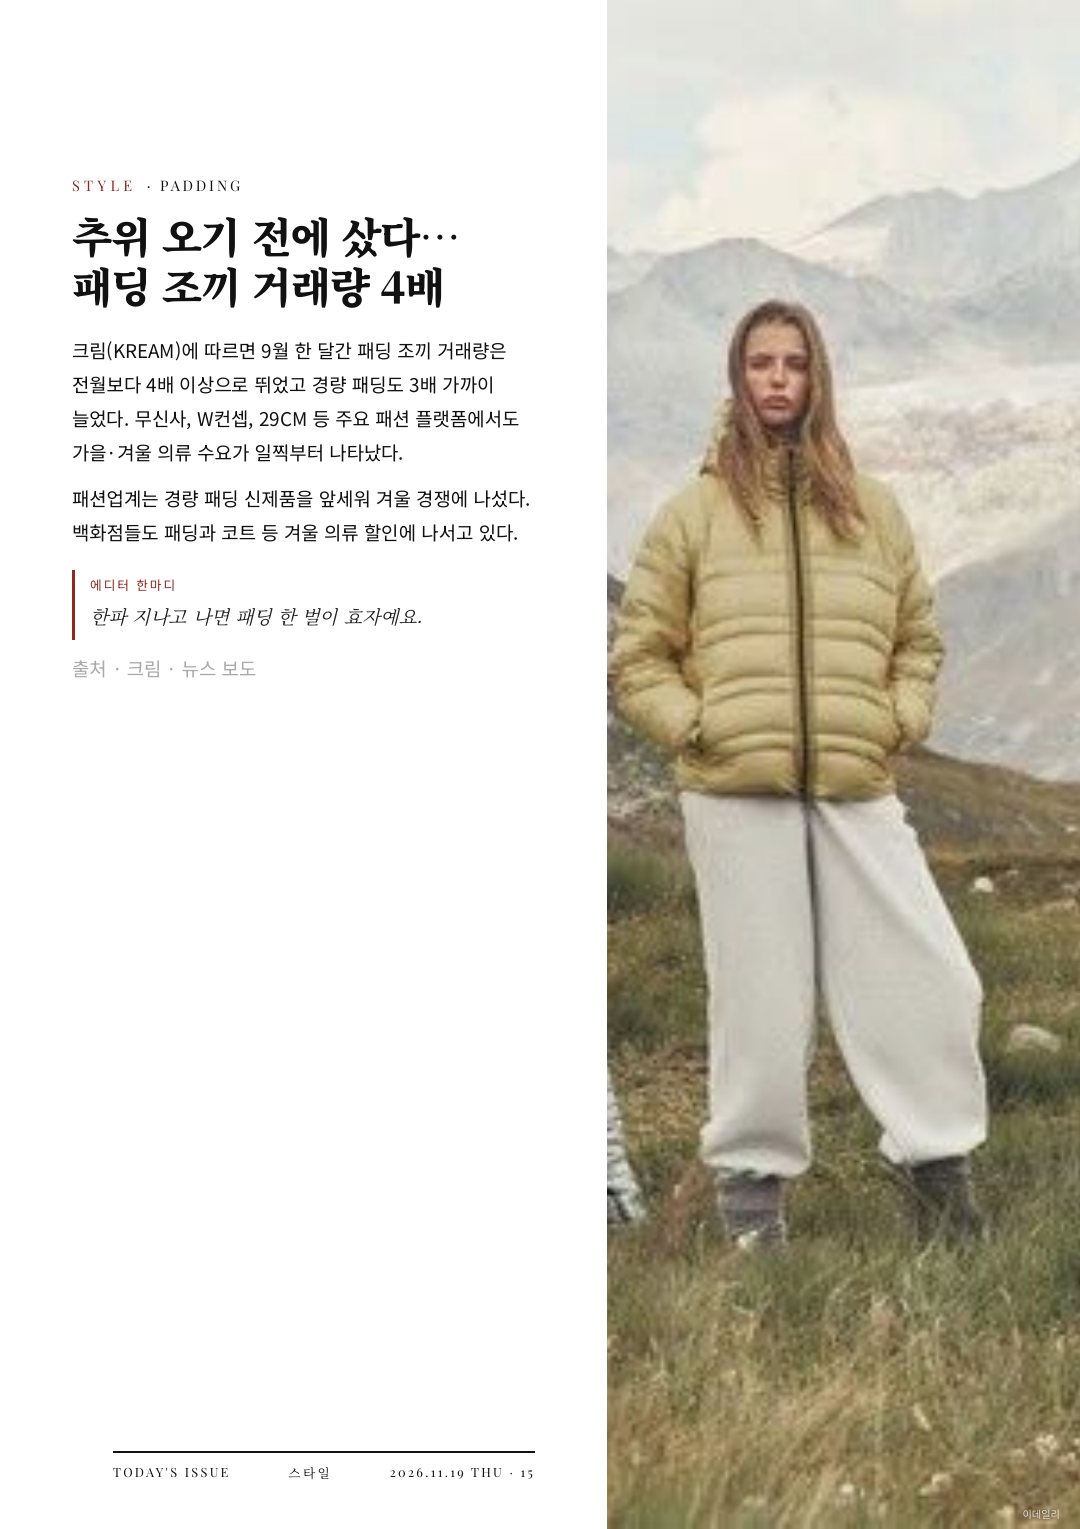 STYLE · PADDING
추위 오기 전에 샀다…
패딩 조끼 거래량 4배
크림(KREAM)에 따르면 9월 한 달간 패딩 조끼 거래량은
전월보다 4배 이상으로 뛰었고 경량 패딩도 3배 가까이
늘었다. 무신사, W컨셉, 29CM 등 주요 패션 플랫폼에서도
가을·겨울 의류 수요가 일찍부터 나타났다.
패션업계는 경량 패딩 신제품을 앞세워 겨울 경쟁에 나섰다.
백화점들도 패딩과 코트 등 겨울 의류 할인에 나서고 있다.
에디터 한마디
한파 지나고 나면 패딩 한 벌이 효자예요.
출처 · 크림 · 뉴스 보도
TODAY'S ISSUE 스타일 2026.11.19 THU · 15
이데일리